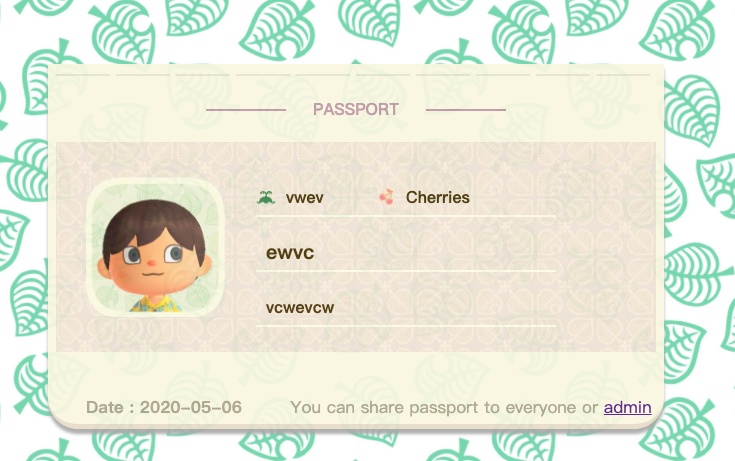 PASSPORT
vwev Cherries
ewvc
vcwevcw
Date : 2020-05-06 You can share passport to everyone or admin